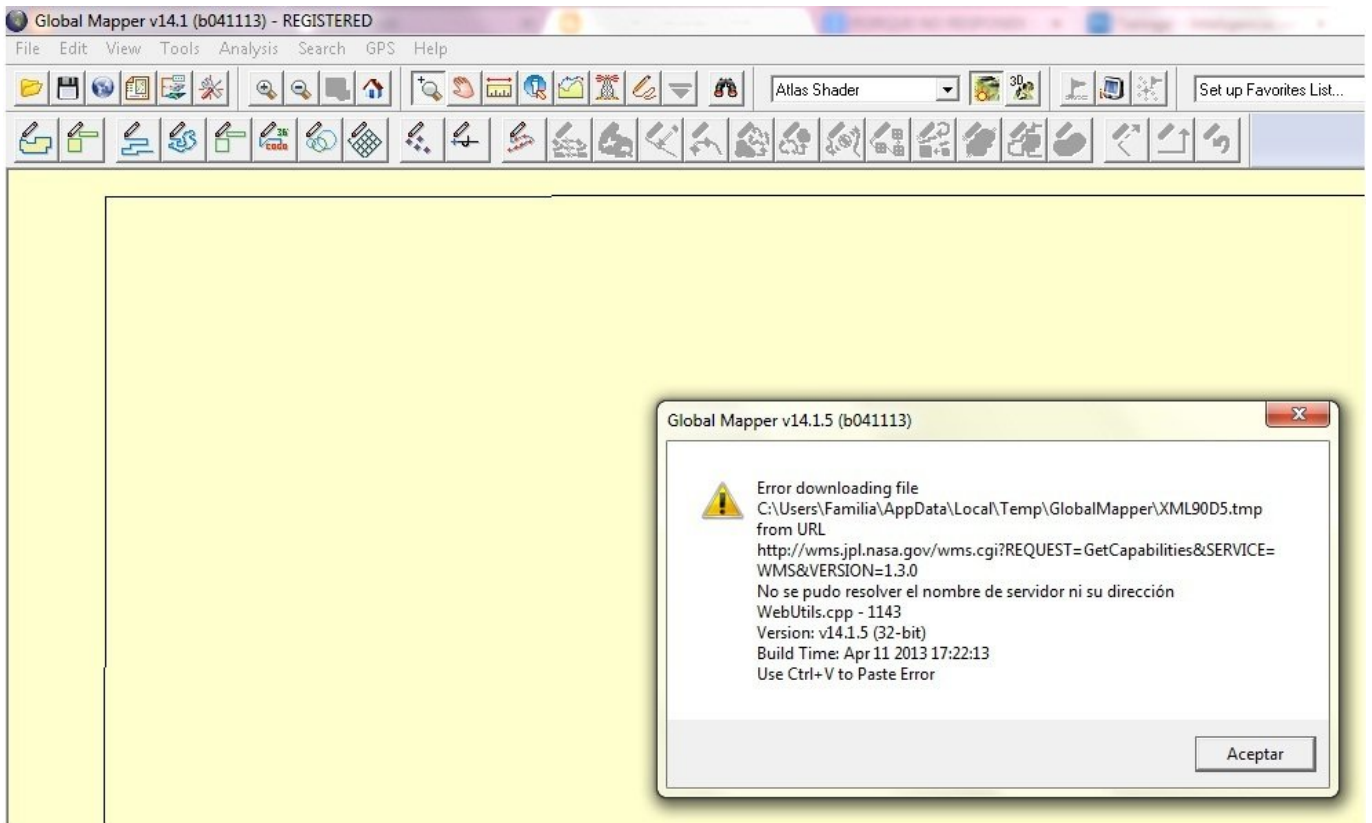 Global Mapper v14.1 (b041113) - REGISTERED
File Edit View Tools Analysis Search GPS Help
Atlas Shader
3D
Set up Favorites List...
Global Mapper v14.1.5 (b041113)
Error downloading file
C:\Users\Familia\AppData\Local\Temp\GlobalMapper\XML90D5.tmp
from URL
http://wms.jpl.nasa.gov/wms.cgi?REQUEST=GetCapabilities&SERVICE=
WMS&VERSION=1.3.0
No se pudo resolver el nombre de servidor ni su dirección
WebUtils.cpp - 1143
Version: v14.1.5 (32-bit)
Build Time: Apr 11 2013 17:22:13
Use Ctrl+V to Paste Error
Aceptar